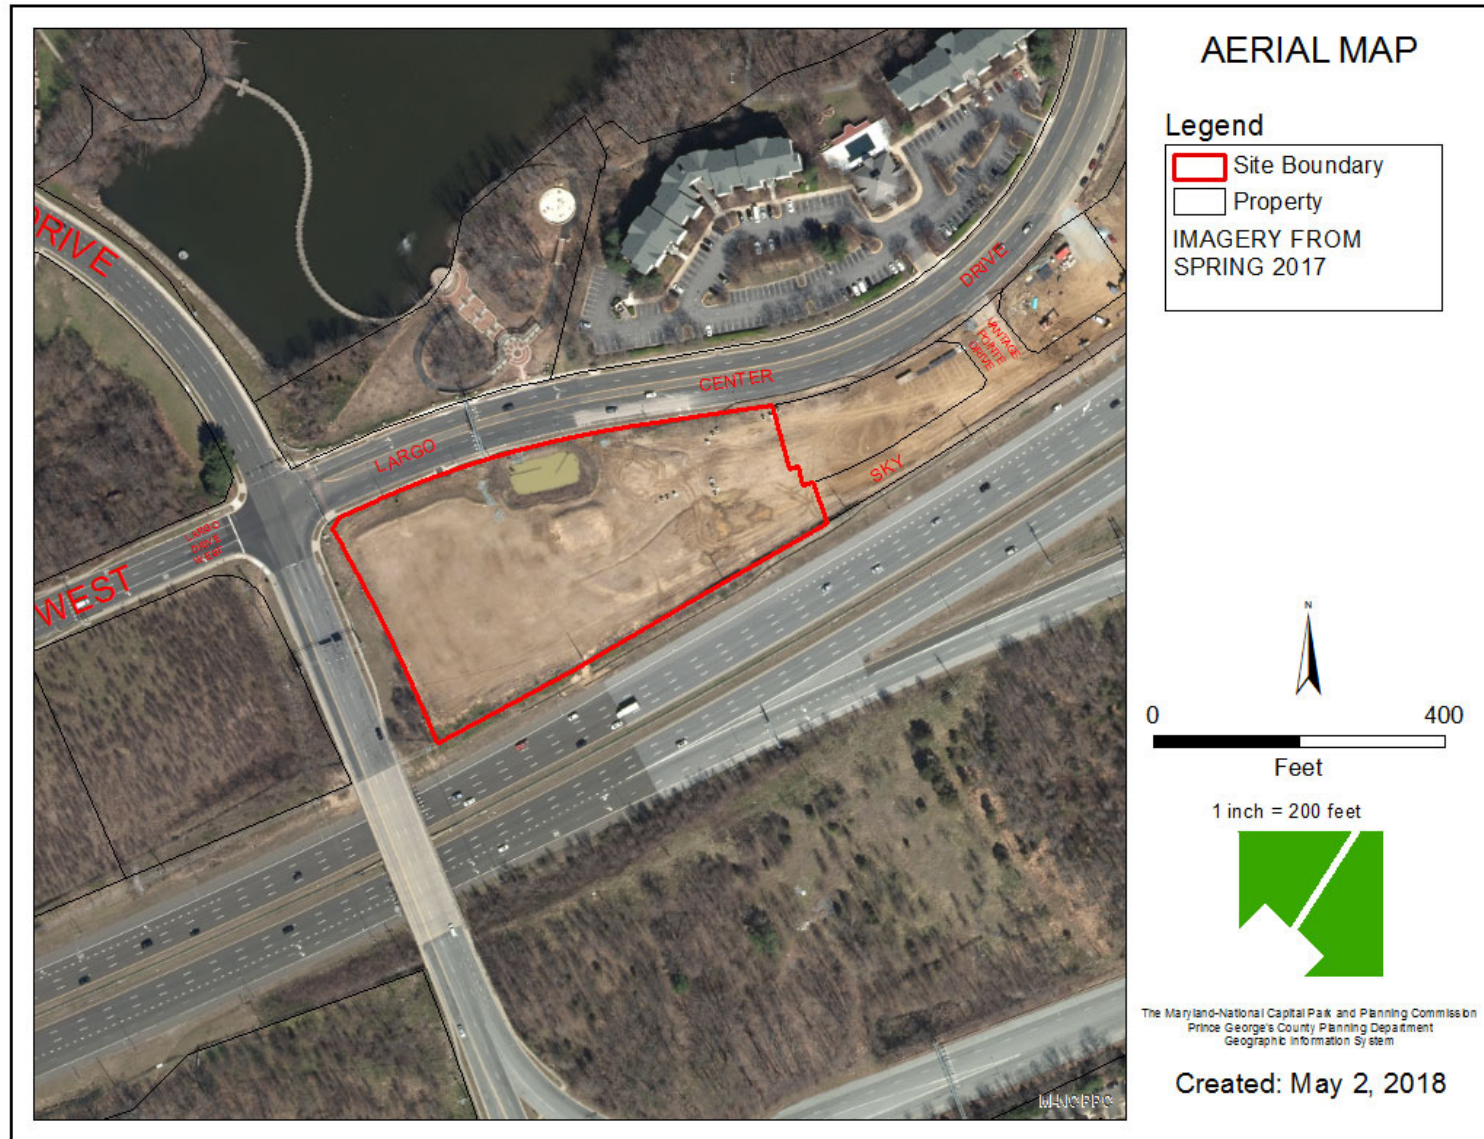 AERIAL MAP
Legend
Site Boundary
Property
IMAGERY FROM
SPRING 2017
DRIVE
DRIVE
VANTAGE
POINTE
DRIVE
CENTER
LARGO
SKY
LARGO
DRIVE
WEST
WEST
N
0 400
Feet
1 inch = 200 feet
The Maryland-National Capital Park and Planning Commission
Prince George's County Planning Department
Geographic Information System
Created: May 2, 2018
M-NCPPC